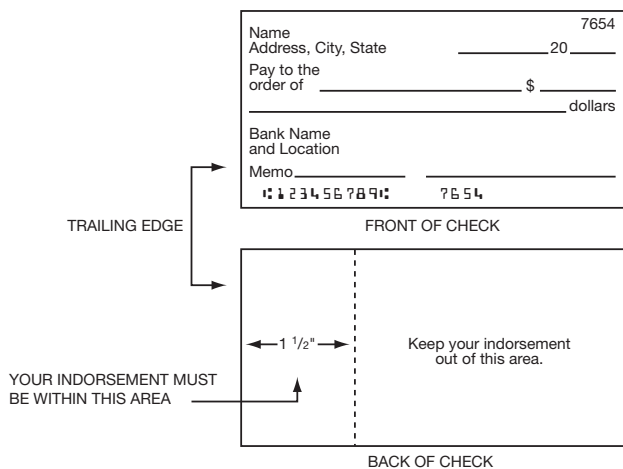 7654
Name
Address, City, State 20
Pay to the
order of $
dollars
Bank Name
and Location
Memo
⑆123456789⑆ 7654
TRAILING EDGE
FRONT OF CHECK
1 1/2"
Keep your indorsement
out of this area.
YOUR INDORSEMENT MUST
BE WITHIN THIS AREA
BACK OF CHECK